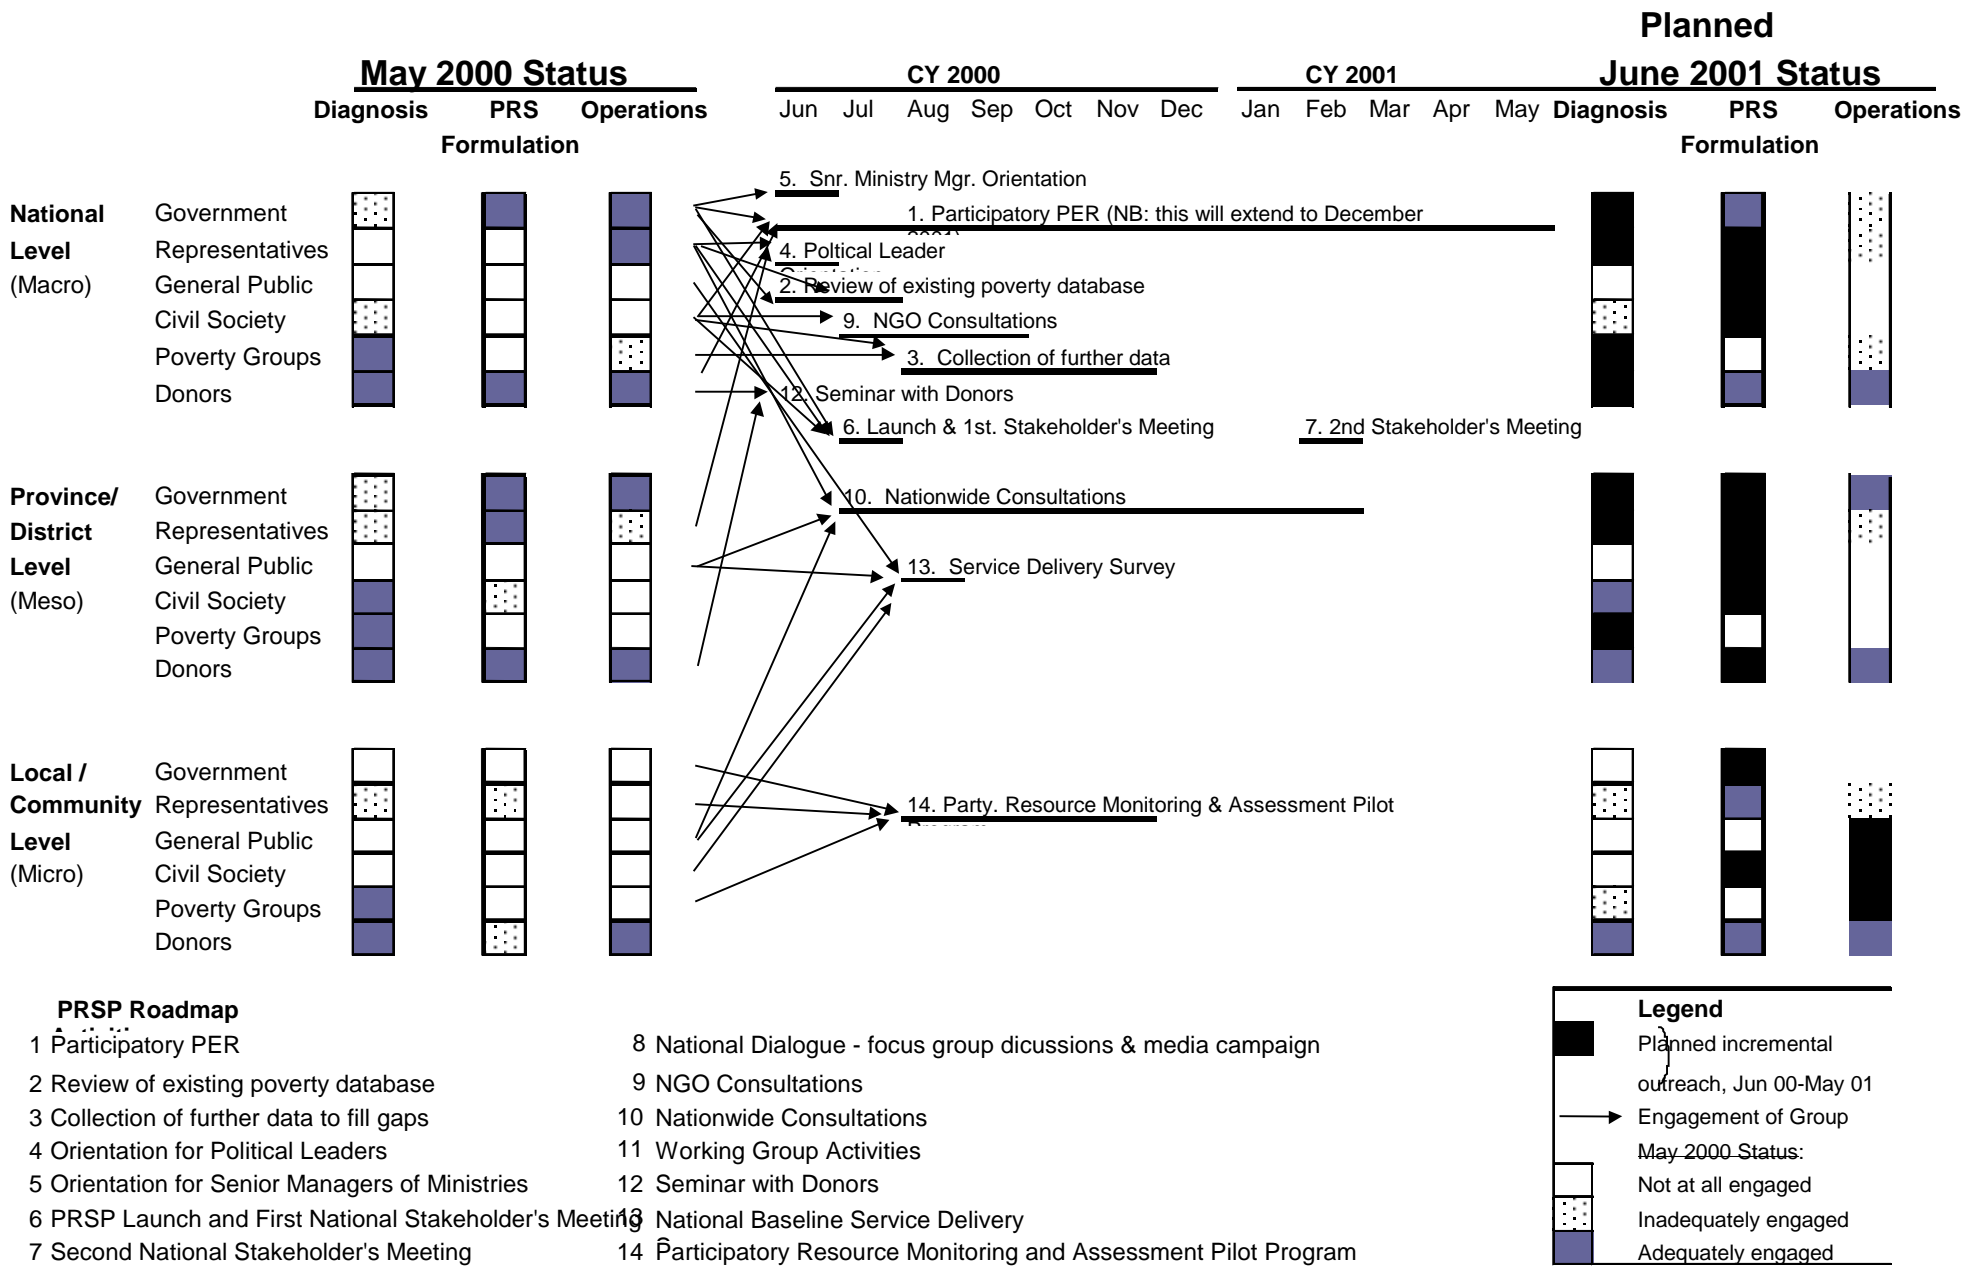 Planned
May 2000 Status CY 2000 CY 2001 June 2001 Status
Diagnosis PRS Operations Jun Jul Aug Sep Oct Nov Dec Jan Feb Mar Apr May Diagnosis PRS Operations
Formulation Formulation
5. Snr. Ministry Mgr. Orientation
National Government 1. Participatory PER (NB: this will extend to December
Level Representatives 4. Poltical Leader
(Macro) General Public 2. Review of existing poverty database
Civil Society 9. NGO Consultations
Poverty Groups 3. Collection of further data
Donors 12. Seminar with Donors
6. Launch & 1st. Stakeholder's Meeting 7. 2nd Stakeholder's Meeting
Province/ Government 10. Nationwide Consultations
District Representatives
Level General Public 13. Service Delivery Survey
(Meso) Civil Society
Poverty Groups
Donors
Local / Government
Community Representatives 14. Party. Resource Monitoring & Assessment Pilot
Level General Public
(Micro) Civil Society
Poverty Groups
Donors
PRSP Roadmap
1 Participatory PER
2 Review of existing poverty database
3 Collection of further data to fill gaps
4 Orientation for Political Leaders
5 Orientation for Senior Managers of Ministries
6 PRSP Launch and First National Stakeholder's Meeting
7 Second National Stakeholder's Meeting
8 National Dialogue - focus group dicussions & media campaign
9 NGO Consultations
10 Nationwide Consultations
11 Working Group Activities
12 Seminar with Donors
13 National Baseline Service Delivery
14 Participatory Resource Monitoring and Assessment Pilot Program
Legend
Planned incremental
outreach, Jun 00-May 01
Engagement of Group
May 2000 Status:
Not at all engaged
Inadequately engaged
Adequately engaged